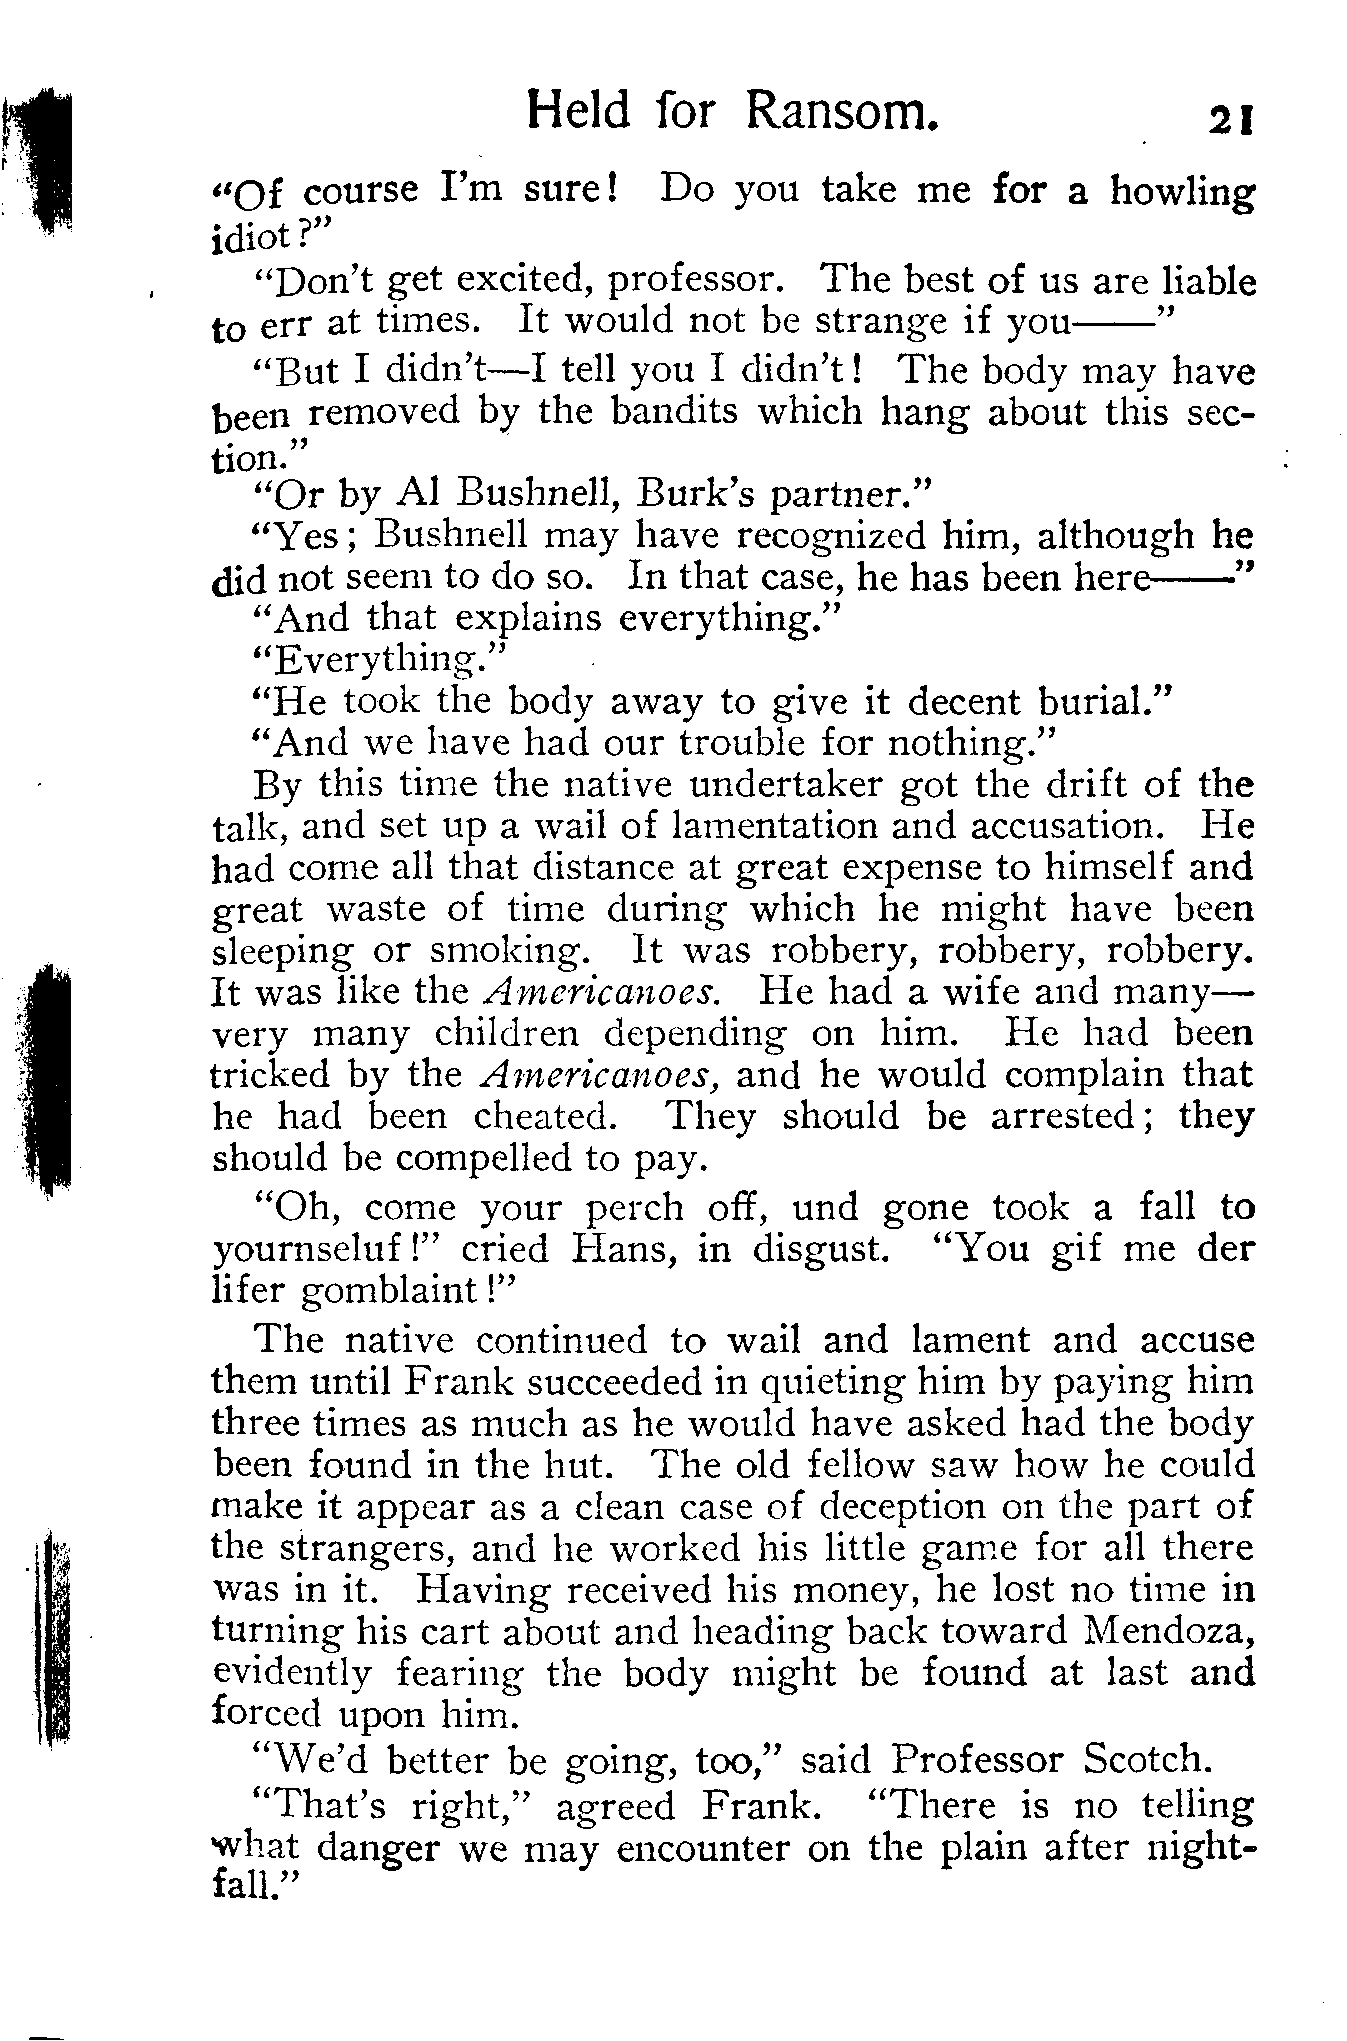 Held for Ransom. 21
“Of course I’m sure! Do you take me for a howling
idiot?”
“Don’t get excited, professor. The best of us are liable
to err at times. It would not be strange if you——”
“But I didn’t—I tell you I didn’t! The body may have
been removed by the bandits which hang about this sec-
tion.”
“Or by Al Bushnell, Burk’s partner.”
“Yes; Bushnell may have recognized him, although he
did not seem to do so. In that case, he has been here——”
“And that explains everything.”
“Everything.”
“He took the body away to give it decent burial.”
“And we have had our trouble for nothing.”
By this time the native undertaker got the drift of the
talk, and set up a wail of lamentation and accusation. He
had come all that distance at great expense to himself and
great waste of time during which he might have been
sleeping or smoking. It was robbery, robbery, robbery.
It was like the Americanoes. He had a wife and many—
very many children depending on him. He had been
tricked by the Americanoes, and he would complain that
he had been cheated. They should be arrested; they
should be compelled to pay.
“Oh, come your perch off, und gone took a fall to
yournseluf!” cried Hans, in disgust. “You gif me der
lifer gomblaint!”
The native continued to wail and lament and accuse
them until Frank succeeded in quieting him by paying him
three times as much as he would have asked had the body
been found in the hut. The old fellow saw how he could
make it appear as a clean case of deception on the part of
the strangers, and he worked his little game for all there
was in it. Having received his money, he lost no time in
turning his cart about and heading back toward Mendoza,
evidently fearing the body might be found at last and
forced upon him.
“We’d better be going, too,” said Professor Scotch.
“That’s right,” agreed Frank. “There is no telling
what danger we may encounter on the plain after night-
fall.”